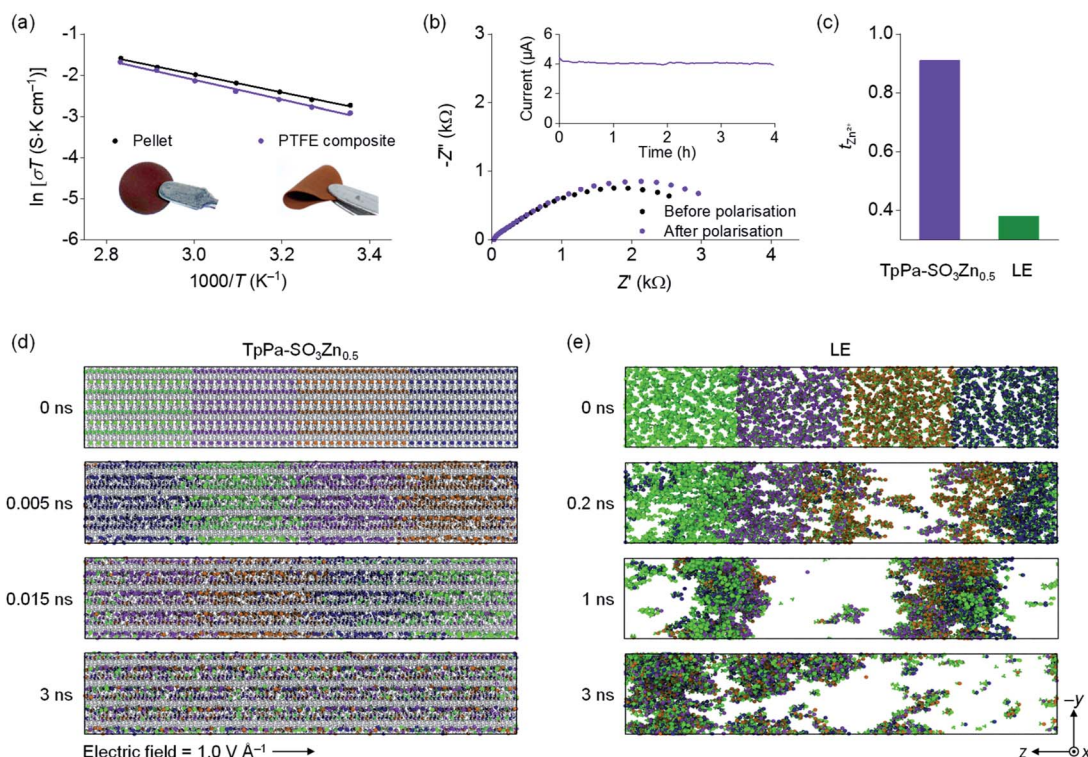 (a)
-1
-2
-3
-4
-5
-6
ln [σT (S·K cm⁻¹)]
Pellet
PTFE composite
2.8
3.0
3.2
3.4
1000/T (K⁻¹)
(b)
3
2
1
0
-Z" (kΩ)
6
4
2
0
Current (µA)
0
1
2
3
4
Time (h)
Before polarisation
After polarisation
0
1
2
3
4
Z' (kΩ)
(c)
1.0
0.8
0.6
0.4
t Zn²⁺
TpPa-SO₃Zn₀.₅
LE
(d)
TpPa-SO₃Zn₀.₅
0 ns
0.005 ns
0.015 ns
3 ns
Electric field = 1.0 V Å⁻¹
(e)
LE
0 ns
0.2 ns
1 ns
3 ns
–y
z
x